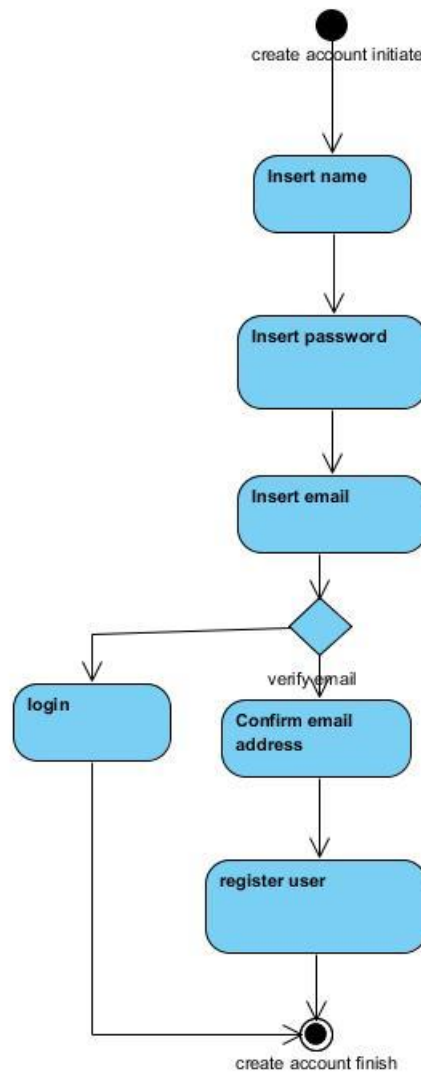 create account initiate
Insert name
Insert password
Insert email
verify email
login
Confirm email
address
register user
create account finish